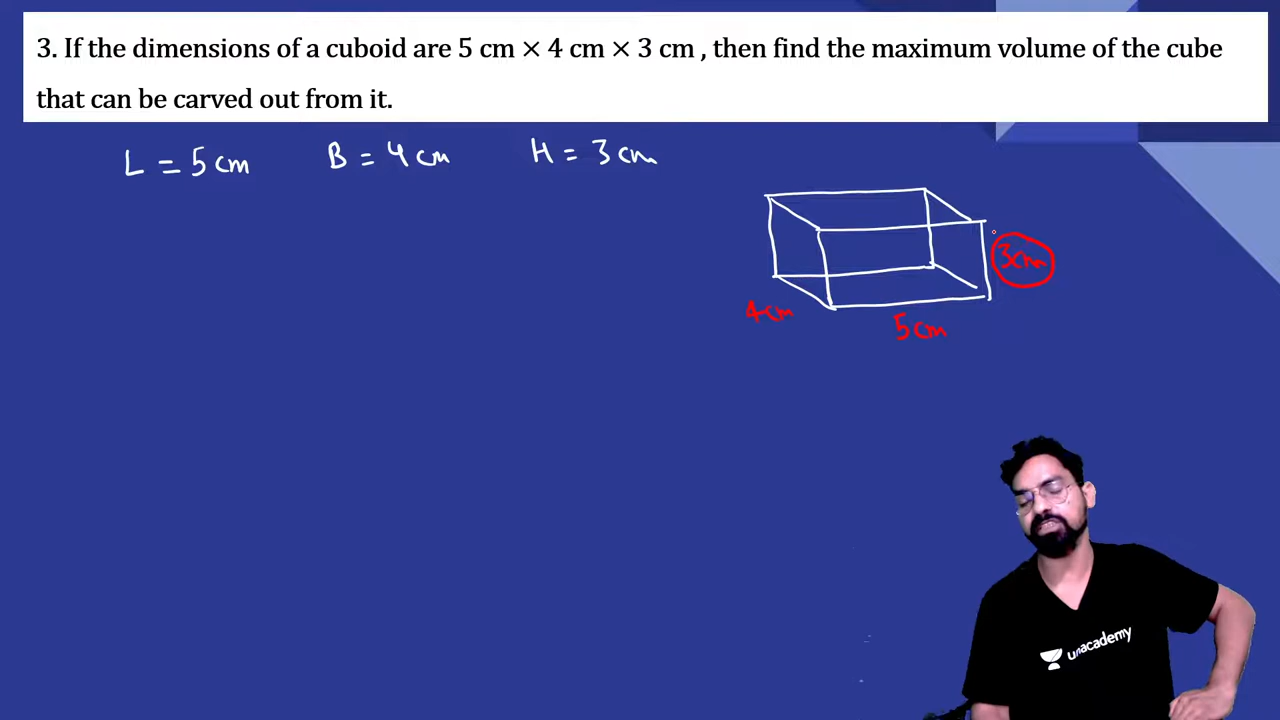 3. If the dimensions of a cuboid are 5 cm × 4 cm × 3 cm , then find the maximum volume of the cube
that can be carved out from it.
L = 5 cm B = 4 cm H = 3 cm
3cm
4cm
5cm
unacademy